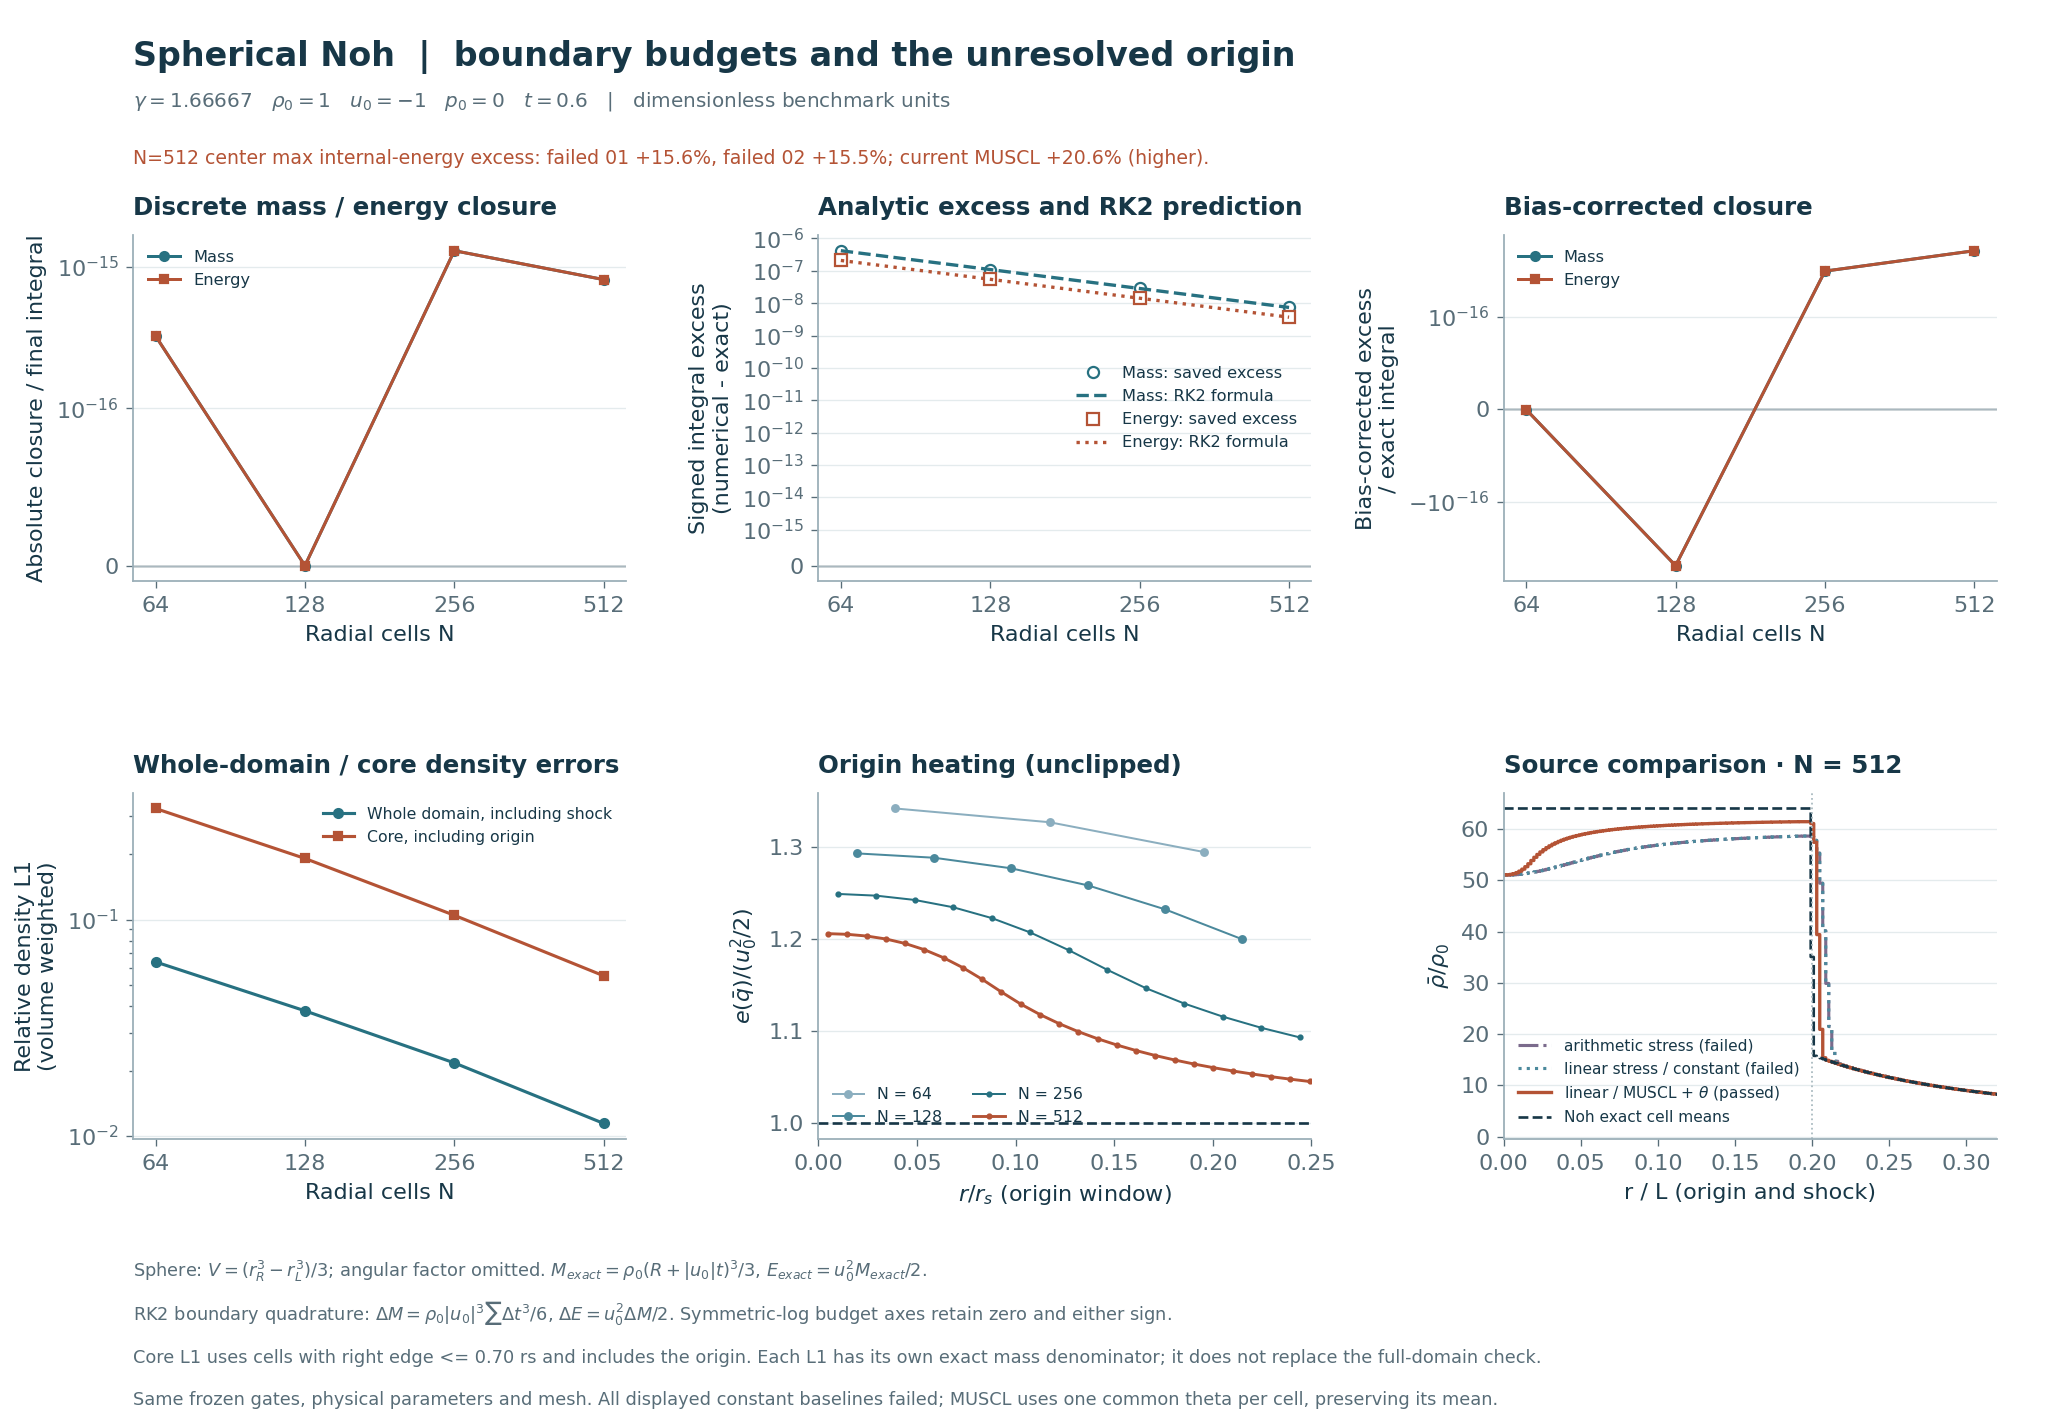 Spherical Noh | boundary budgets and the unresolved origin
γ = 1.66667 ρ₀ = 1 u₀ = −1 p₀ = 0 t = 0.6 | dimensionless benchmark units
N=512 center max internal-energy excess: failed 01 +15.6%, failed 02 +15.5%; current MUSCL +20.6% (higher).
Discrete mass / energy closure
Absolute closure / final integral
10⁻¹⁵
10⁻¹⁶
0
Mass
Energy
64 128 256 512
Radial cells N
Analytic excess and RK2 prediction
Signed integral excess
(numerical - exact)
10⁻⁶
10⁻⁷
10⁻⁸
10⁻⁹
10⁻¹⁰
10⁻¹¹
10⁻¹²
10⁻¹³
10⁻¹⁴
10⁻¹⁵
0
Mass: saved excess
Mass: RK2 formula
Energy: saved excess
Energy: RK2 formula
64 128 256 512
Radial cells N
Bias-corrected closure
Bias-corrected excess
/ exact integral
10⁻¹⁶
0
−10⁻¹⁶
Mass
Energy
64 128 256 512
Radial cells N
Whole-domain / core density errors
Relative density L1
(volume weighted)
10⁻¹
10⁻²
Whole domain, including shock
Core, including origin
64 128 256 512
Radial cells N
Origin heating (unclipped)
e(q̄)/(u₀²/2)
1.3
1.2
1.1
1.0
N = 64
N = 128
N = 256
N = 512
0.00 0.05 0.10 0.15 0.20 0.25
r/rₛ (origin window)
Source comparison · N = 512
ρ̄/ρ₀
60
50
40
30
20
10
0
arithmetic stress (failed)
linear stress / constant (failed)
linear / MUSCL + θ (passed)
Noh exact cell means
0.00 0.05 0.10 0.15 0.20 0.25 0.30
r / L (origin and shock)
Sphere: V = (r_R³ − r_L³)/3; angular factor omitted. M_exact = ρ₀(R + |u₀|t)³/3, E_exact = u₀²M_exact/2.
RK2 boundary quadrature: ΔM = ρ₀|u₀|³∑Δt³/6, ΔE = u₀²ΔM/2. Symmetric-log budget axes retain zero and either sign.
Core L1 uses cells with right edge <= 0.70 rs and includes the origin. Each L1 has its own exact mass denominator; it does not replace the full-domain check.
Same frozen gates, physical parameters and mesh. All displayed constant baselines failed; MUSCL uses one common theta per cell, preserving its mean.